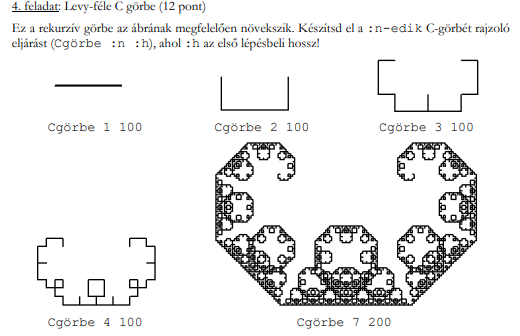 4. feladat: Levy-féle C görbe (12 pont)
Ez a rekurzív görbe az ábrának megfelelően növekszik. Készítsd el a :n-edik C-görbét rajzoló
eljárást (Cgörbe :n :h), ahol :h az első lépésbeli hossz!
Cgörbe 1 100 Cgörbe 2 100 Cgörbe 3 100
Cgörbe 4 100 Cgörbe 7 200